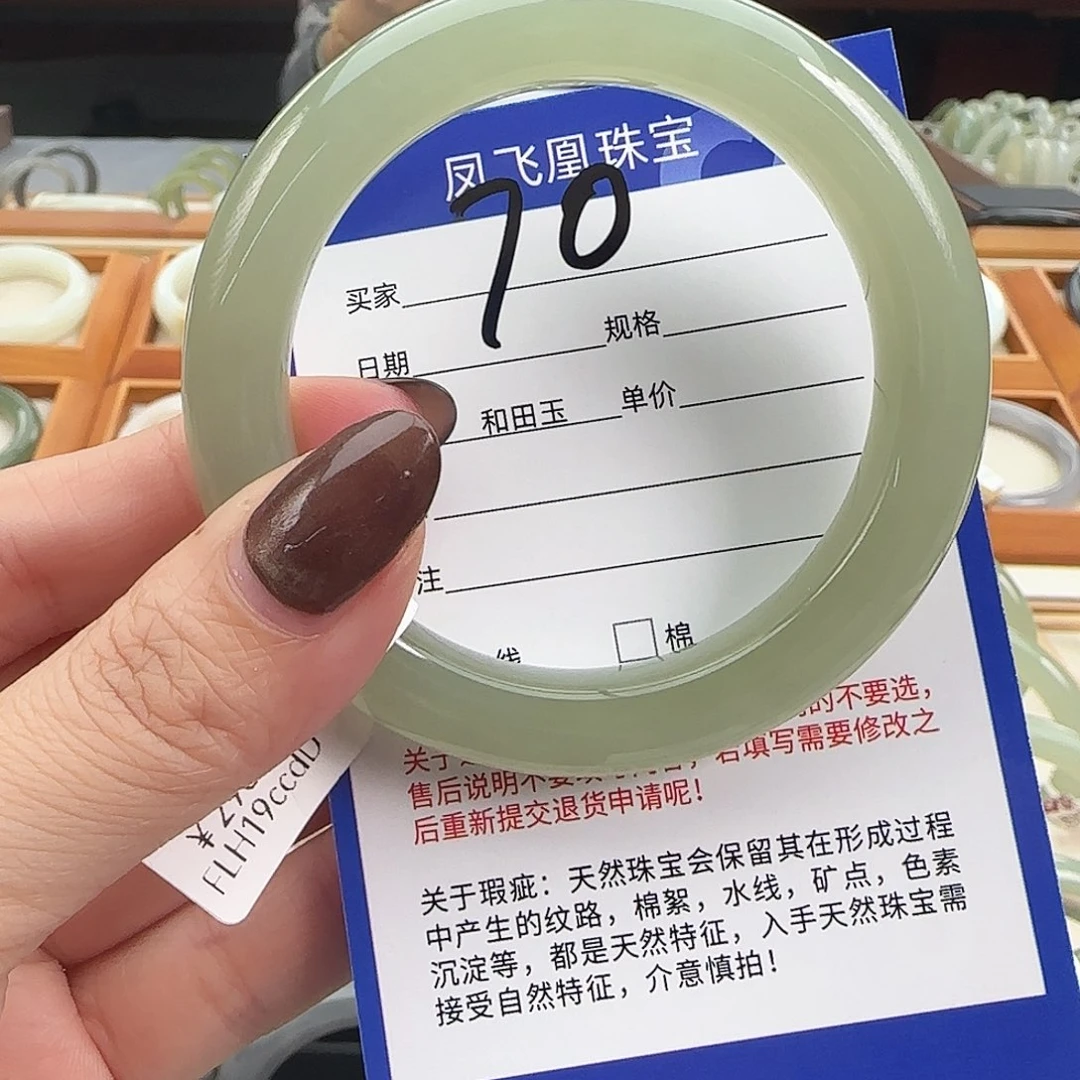 凤飞凰珠宝
70
买家
日期 规格
和田玉 单价
注
线 棉
的不要选，
若填写需要修改之
售后说明不要
后重新提交退货申请呢！
关于瑕疵：天然珠宝会保留其在形成过程
中产生的纹路，棉絮，水线，矿点，色素
沉淀等，都是天然特征，入手天然珠宝需
接受自然特征，介意慎拍！
FLH19ccdD